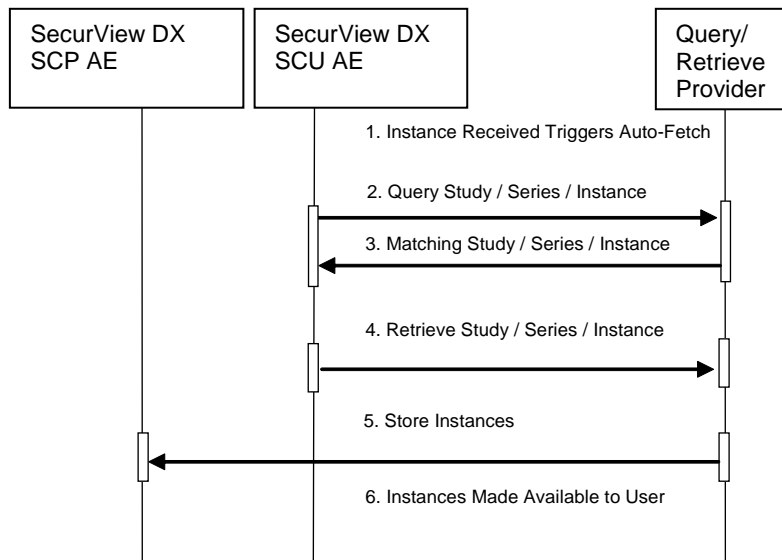 SecurView DX
SCP AE
SecurView DX
SCU AE
Query/
Retrieve
Provider
1. Instance Received Triggers Auto-Fetch
2. Query Study / Series / Instance
3. Matching Study / Series / Instance
4. Retrieve Study / Series / Instance
5. Store Instances
6. Instances Made Available to User